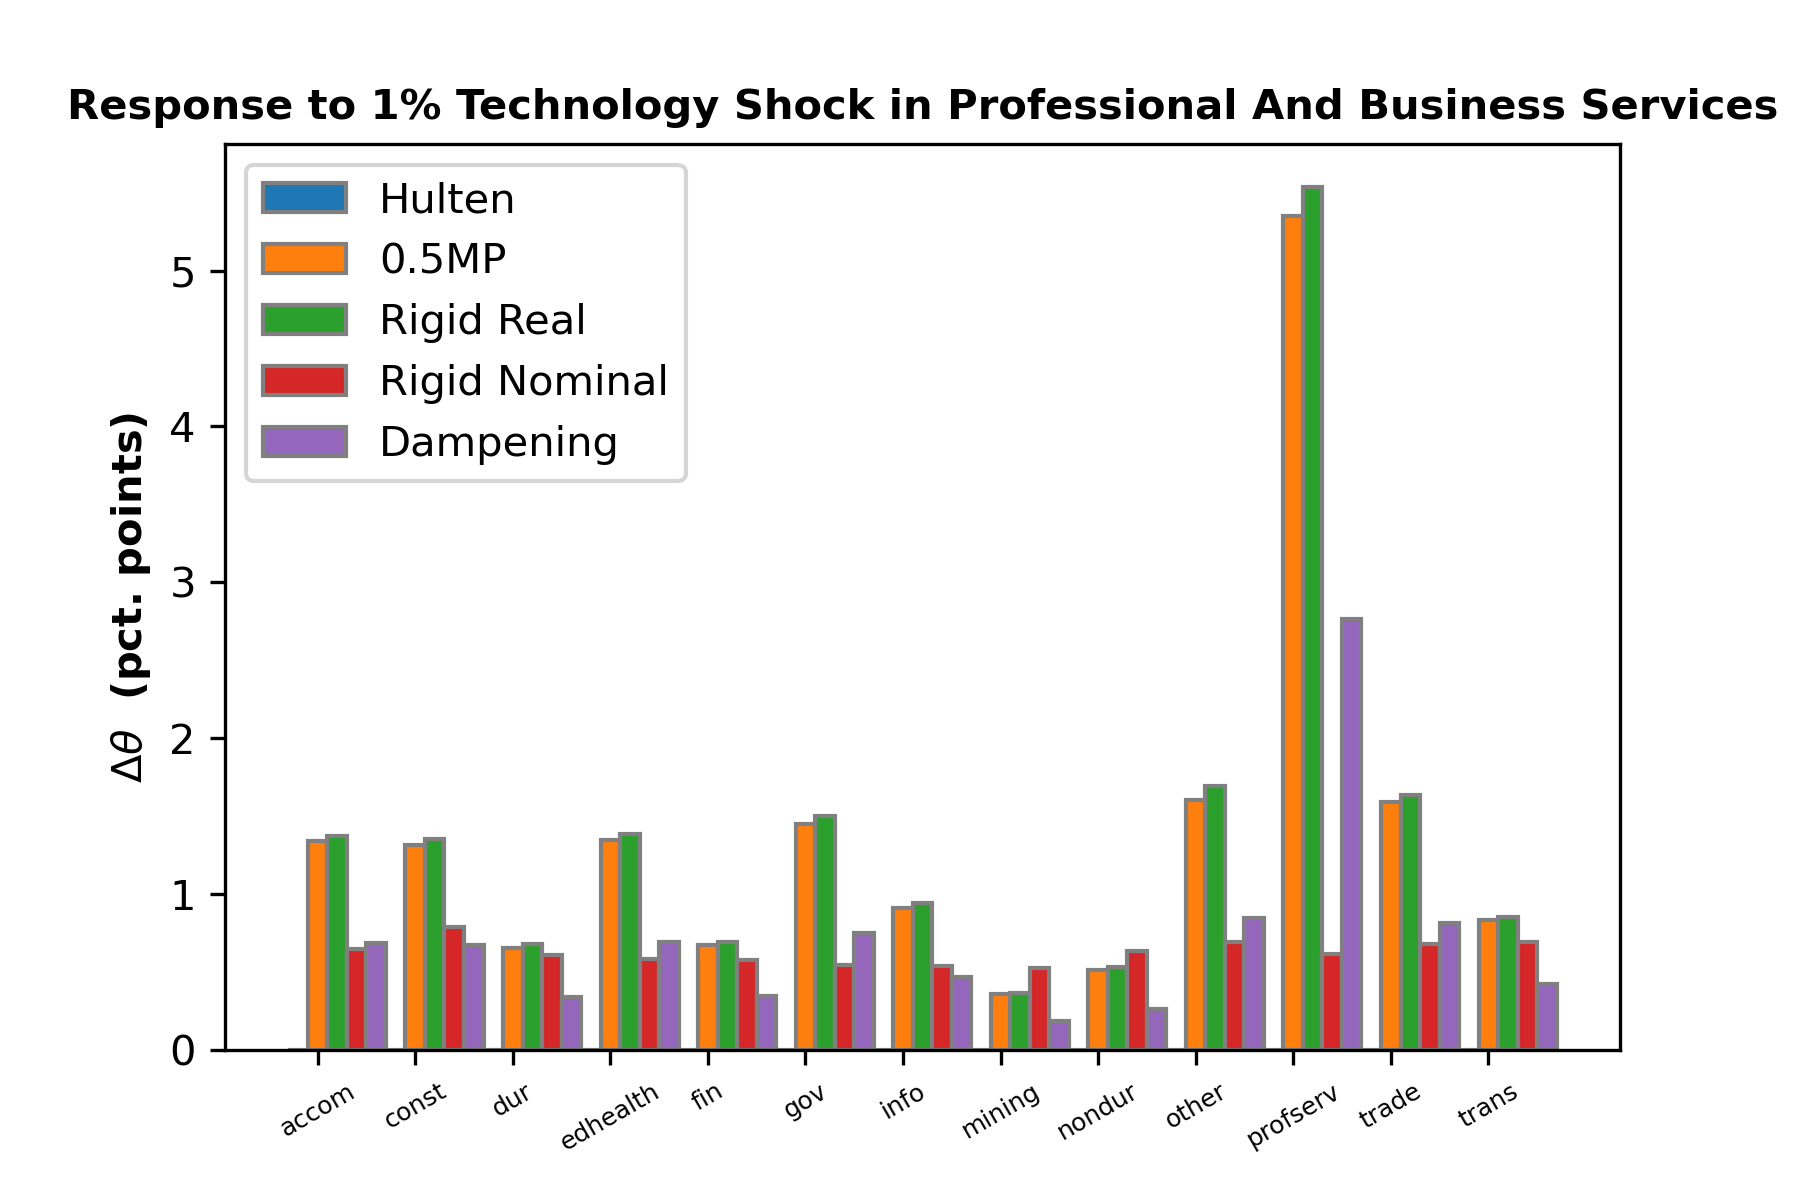 Response to 1% Technology Shock in Professional And Business Services
Hulten
0.5MP
Rigid Real
Rigid Nominal
Dampening
Δθ (pct. points)
5
4
3
2
1
0
accom
const
dur
edhealth
fin
gov
info
mining
nondur
other
profserv
trade
trans